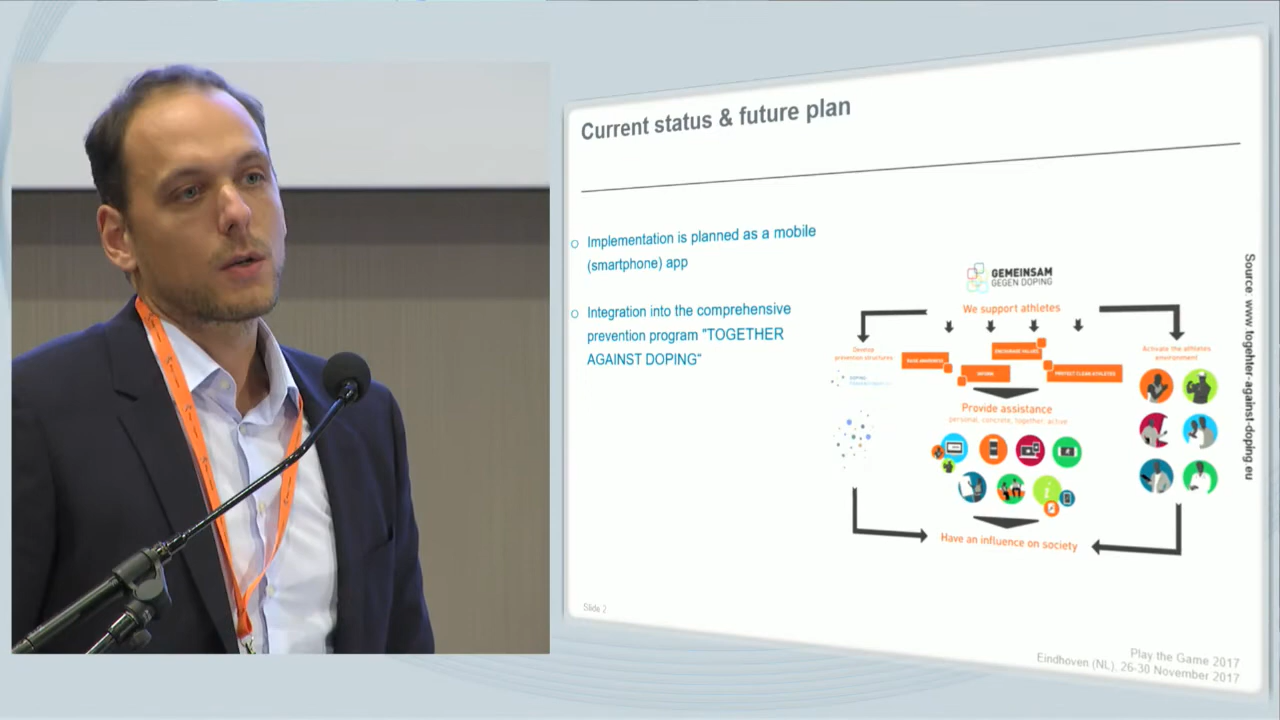 Current status & future plan
Implementation is planned as a mobile
(smartphone) app
Integration into the comprehensive
prevention program "TOGETHER
AGAINST DOPING“
GEMEINSAM
GEGEN DOPING
We support athletes
Develop
prevention structures
RAISE AWARENESS
ENCOURAGE VALUES
INFORM
PROTECT CLEAN ATHLETES
Activate the athletes
environment
Provide assistance
personal, concrete, together, active
Have an influence on society
Source: www.togehter-against-doping.eu
Slide 2
Play the Game 2017
Eindhoven (NL), 26-30 November 2017